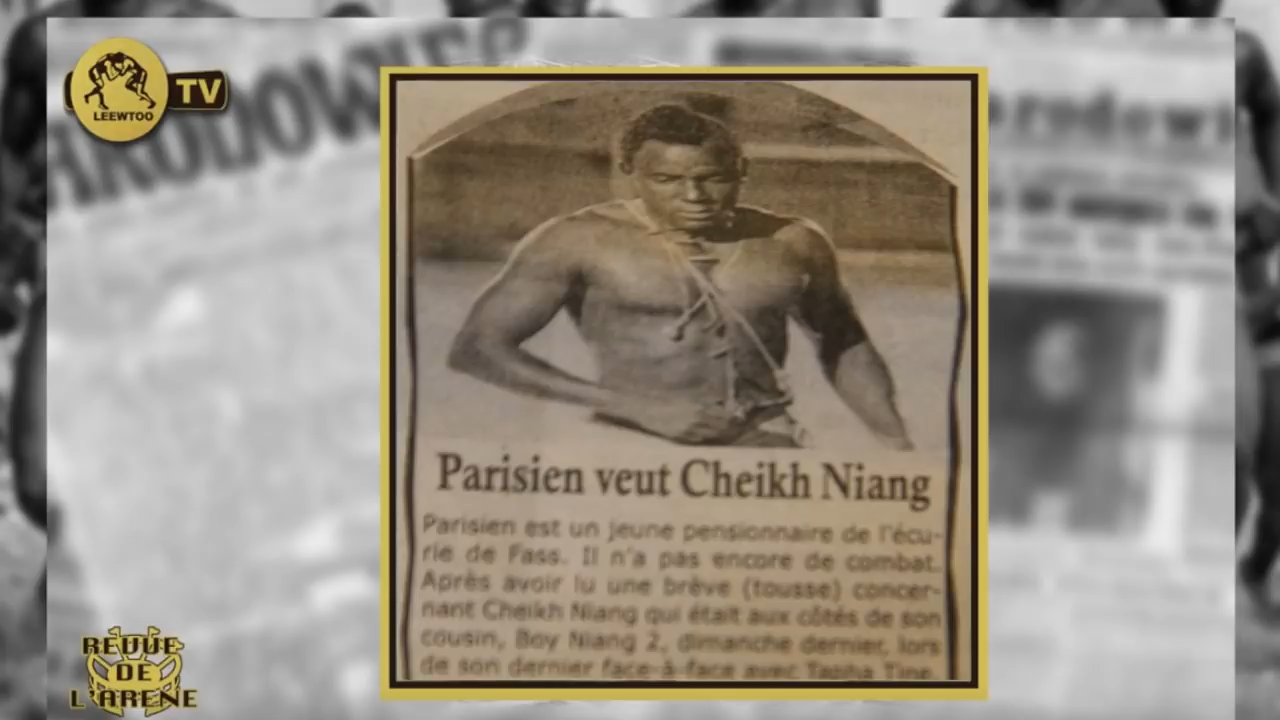 LEEWTOO
TV
Parisien veut Cheikh Niang
Parisien est un jeune pensionnaire de l'écu-
rie de Fass. Il n'a pas encore de combat.
Après avoir lu une brève (tousse) concer-
nant Cheikh Niang qui était aux côtés de son
cousin, Boy Niang 2, dimanche dernier, lors
de son dernier face-à-face avec Tapha Tine,
REVUE
DE
L'ARENE